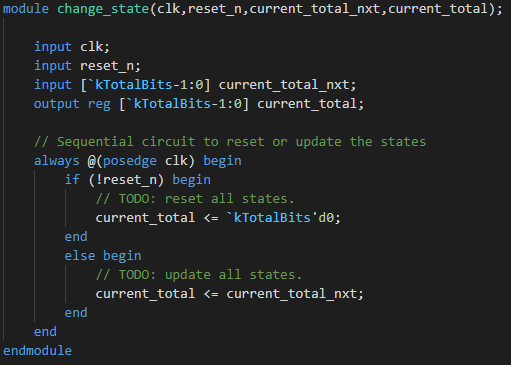 module change_state(clk,reset_n,current_total_nxt,current_total);
input clk;
input reset_n;
input [`kTotalBits-1:0] current_total_nxt;
output reg [`kTotalBits-1:0] current_total;
// Sequential circuit to reset or update the states
always @(posedge clk) begin
if (!reset_n) begin
// TODO: reset all states.
current_total <= `kTotalBits'd0;
end
else begin
// TODO: update all states.
current_total <= current_total_nxt;
end
end
endmodule